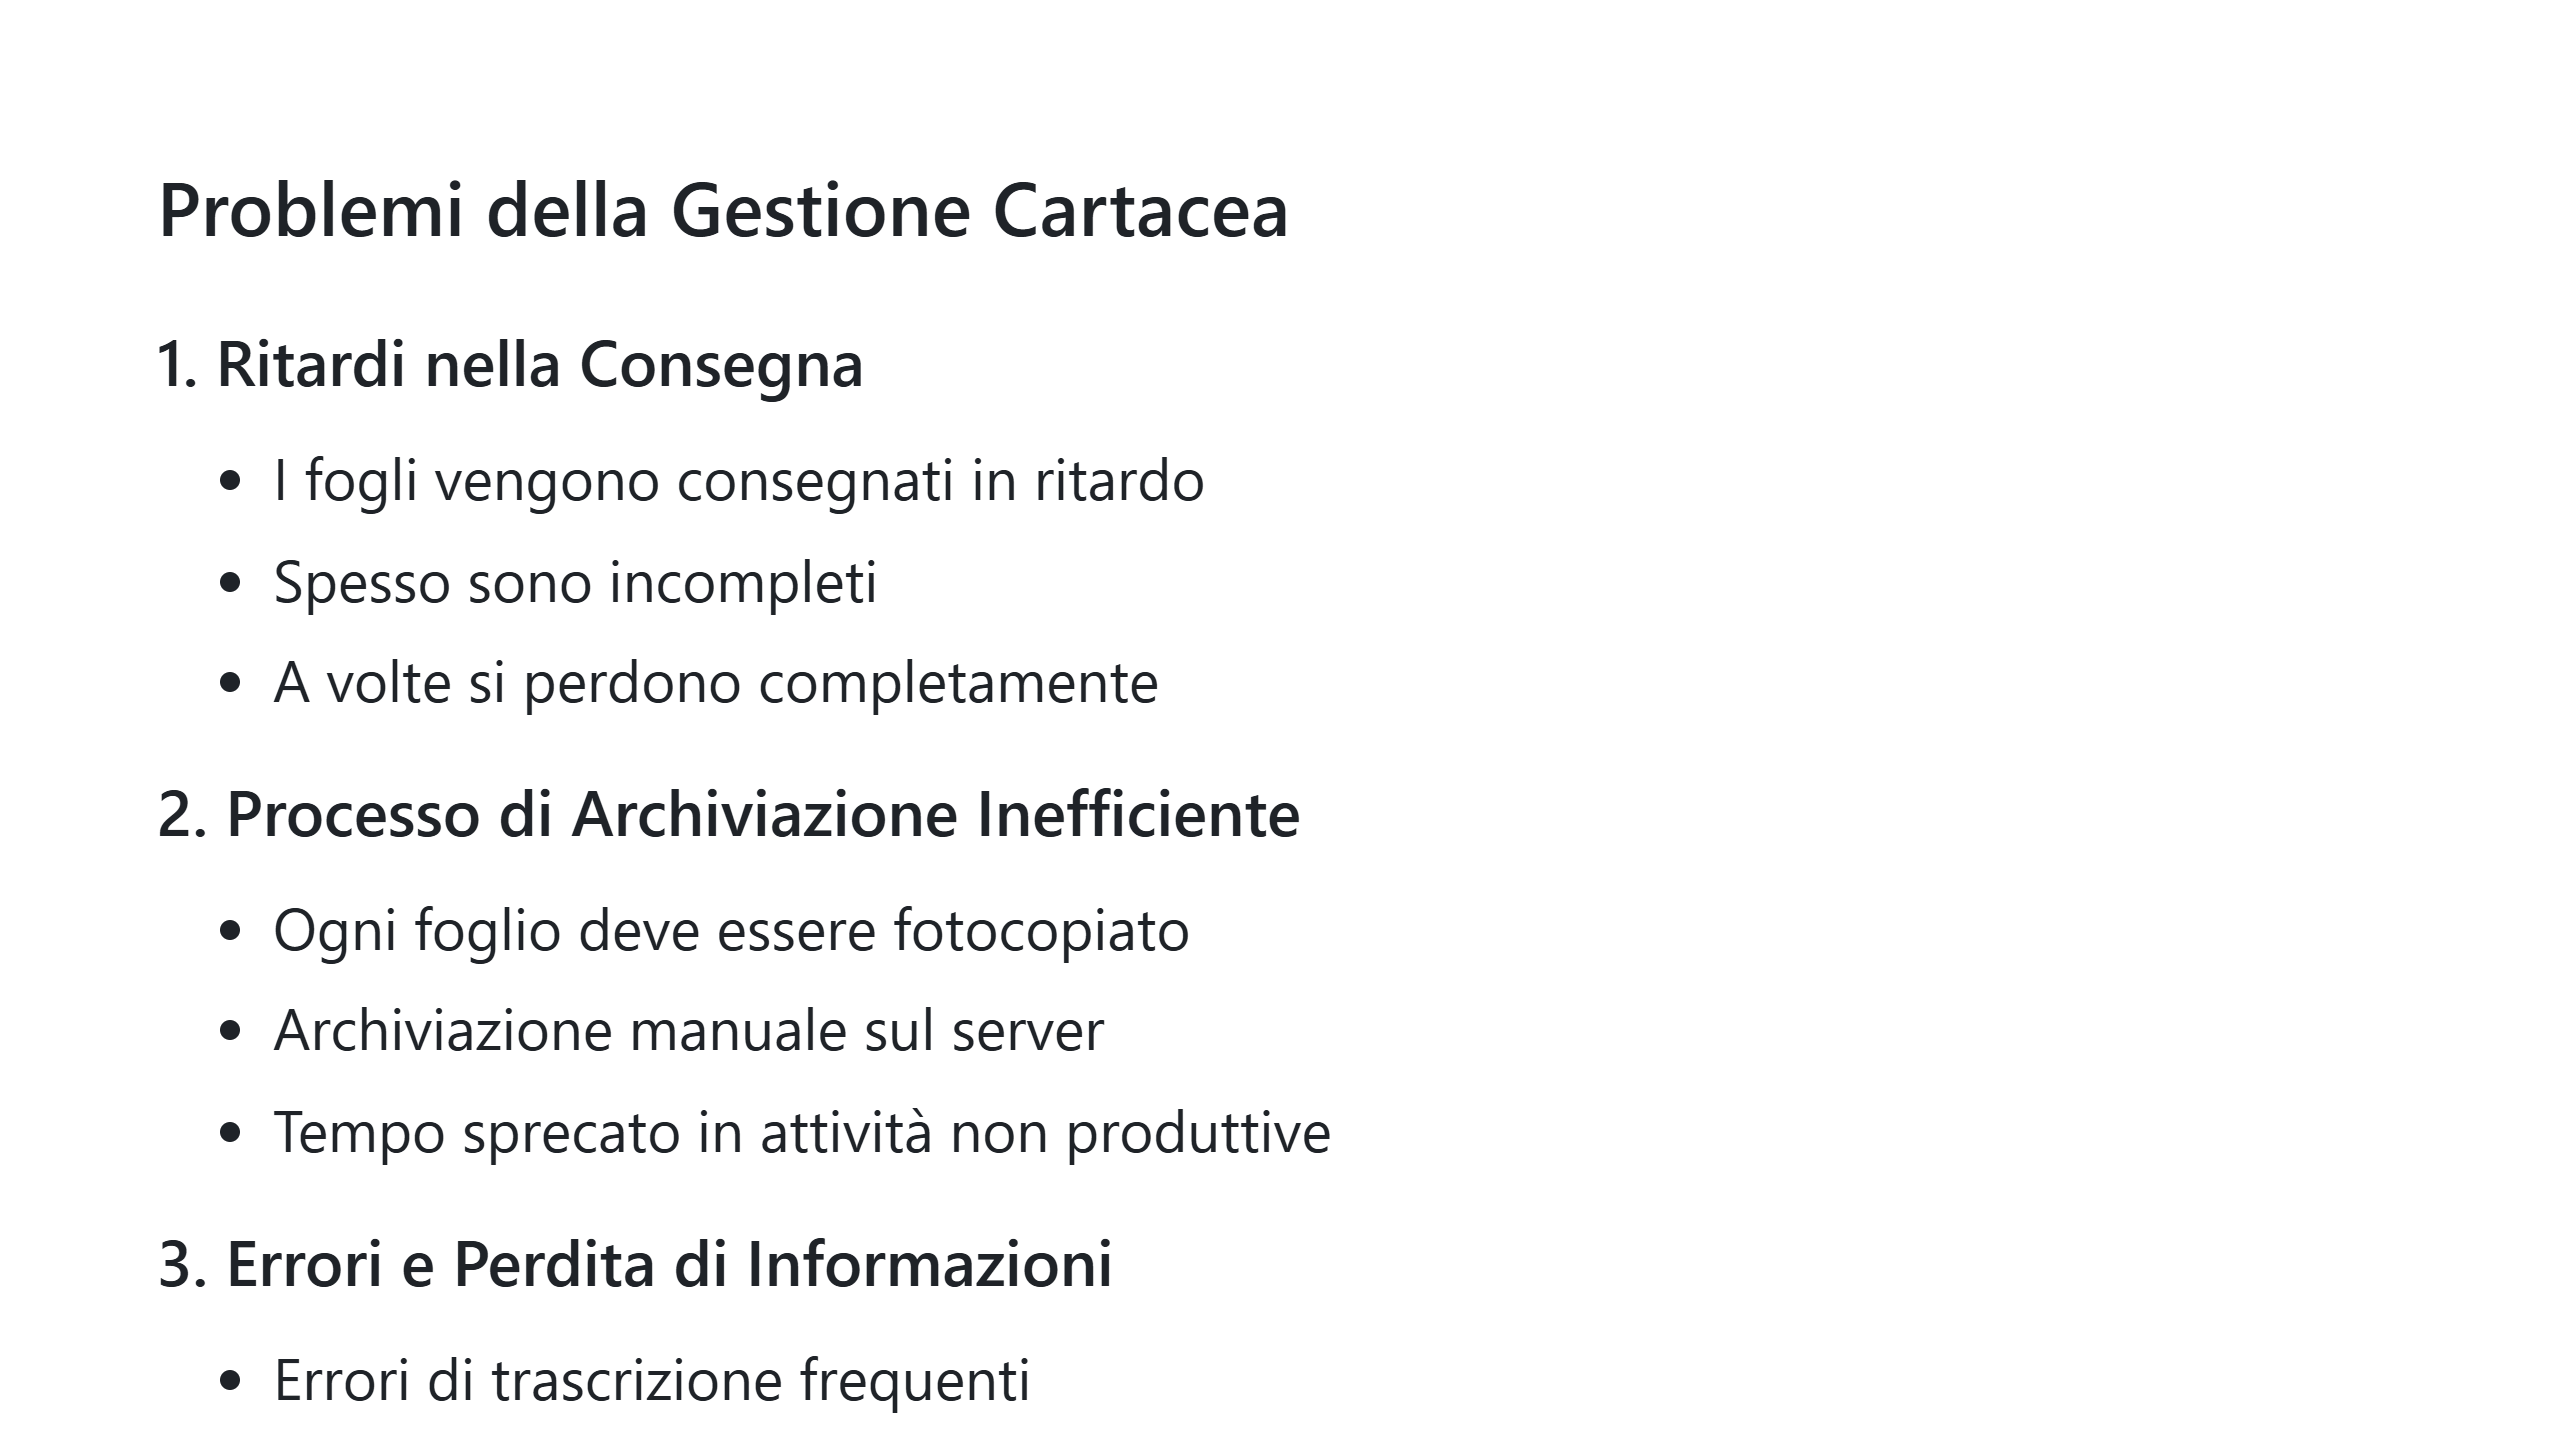 Problemi della Gestione Cartacea
1. Ritardi nella Consegna
• I fogli vengono consegnati in ritardo
• Spesso sono incompleti
• A volte si perdono completamente
2. Processo di Archiviazione Inefficiente
• Ogni foglio deve essere fotocopiato
• Archiviazione manuale sul server
• Tempo sprecato in attività non produttive
3. Errori e Perdita di Informazioni
• Errori di trascrizione frequenti